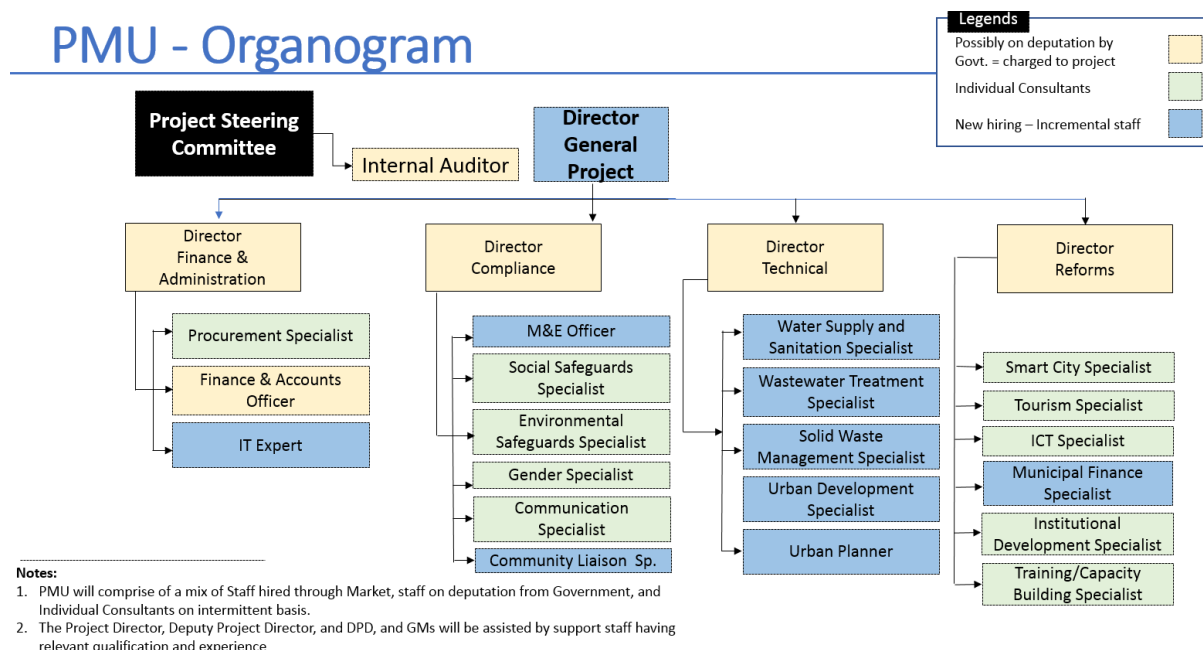 PMU - Organogram
Legends
Possibly on deputation by
Govt. = charged to project
Individual Consultants
New hiring – Incremental staff
Project Steering
Committee
Internal Auditor
Director
General
Project
Director
Finance &
Administration
Procurement Specialist
Finance & Accounts
Officer
IT Expert
Director
Compliance
M&E Officer
Social Safeguards
Specialist
Environmental
Safeguards Specialist
Gender Specialist
Communication
Specialist
Community Liaison Sp.
Director
Technical
Water Supply and
Sanitation Specialist
Wastewater Treatment
Specialist
Solid Waste
Management Specialist
Urban Development
Specialist
Urban Planner
Director
Reforms
Smart City Specialist
Tourism Specialist
ICT Specialist
Municipal Finance
Specialist
Institutional
Development Specialist
Training/Capacity
Building Specialist
Notes:
1. PMU will comprise of a mix of Staff hired through Market, staff on deputation from Government, and
Individual Consultants on intermittent basis.
2. The Project Director, Deputy Project Director, and DPD, and GMs will be assisted by support staff having
relevant qualification and experience